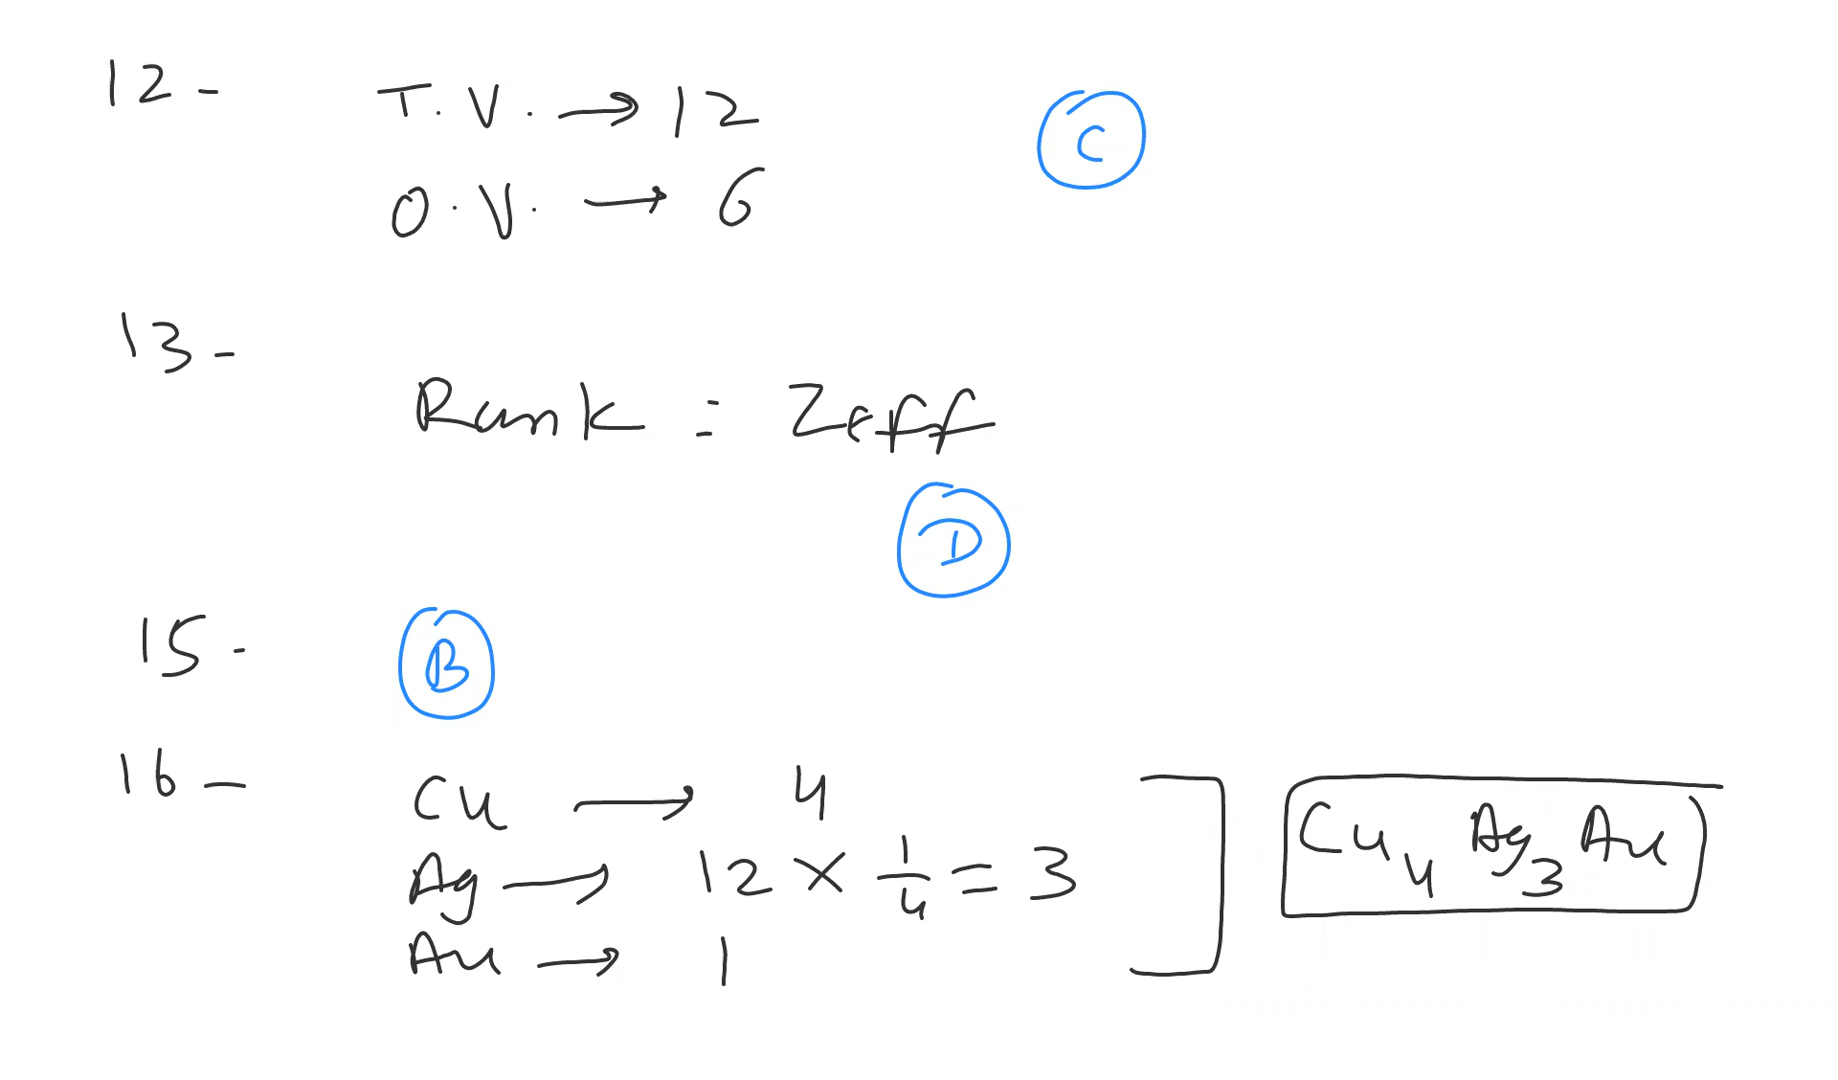 12- T.V. → 12 C
O.V. → 6
13-
Rank = Zeff
D
15- B
16- Cu → 4
Ag → 12 × 1/4 = 3 Cu₄ Ag₃ Au
Au → 1